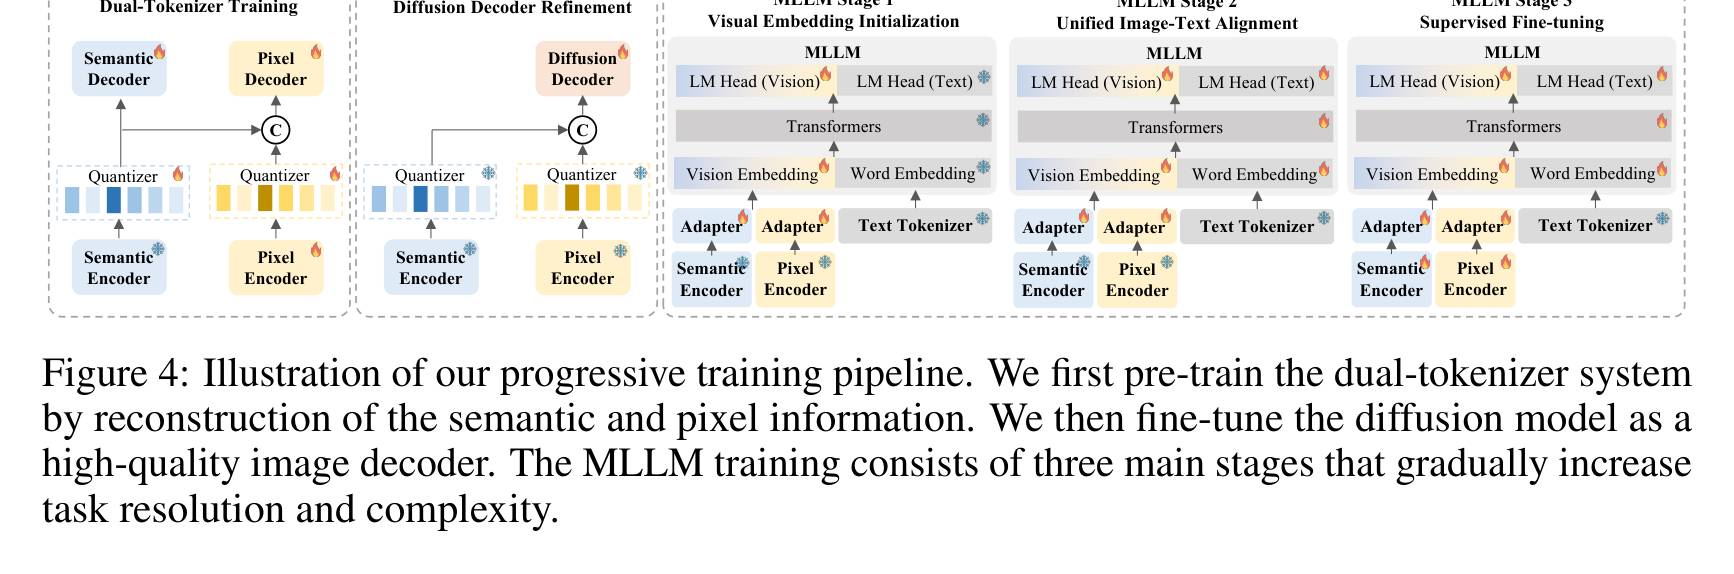 Dual-Tokenizer Training
Semantic
Decoder
Pixel
Decoder
C
Quantizer
Quantizer
Semantic
Encoder
Pixel
Encoder
Diffusion Decoder Refinement
Diffusion
Decoder
C
Quantizer
Quantizer
Semantic
Encoder
Pixel
Encoder
MLLM Stage 1
Visual Embedding Initialization
MLLM
LM Head (Vision)
LM Head (Text)
Transformers
Vision Embedding
Word Embedding
Adapter
Adapter
Text Tokenizer
Semantic
Encoder
Pixel
Encoder
MLLM Stage 2
Unified Image-Text Alignment
MLLM
LM Head (Vision)
LM Head (Text)
Transformers
Vision Embedding
Word Embedding
Adapter
Adapter
Text Tokenizer
Semantic
Encoder
Pixel
Encoder
MLLM Stage 3
Supervised Fine-tuning
MLLM
LM Head (Vision)
LM Head (Text)
Transformers
Vision Embedding
Word Embedding
Adapter
Adapter
Text Tokenizer
Semantic
Encoder
Pixel
Encoder
Figure 4: Illustration of our progressive training pipeline. We first pre-train the dual-tokenizer system
by reconstruction of the semantic and pixel information. We then fine-tune the diffusion model as a
high-quality image decoder. The MLLM training consists of three main stages that gradually increase
task resolution and complexity.